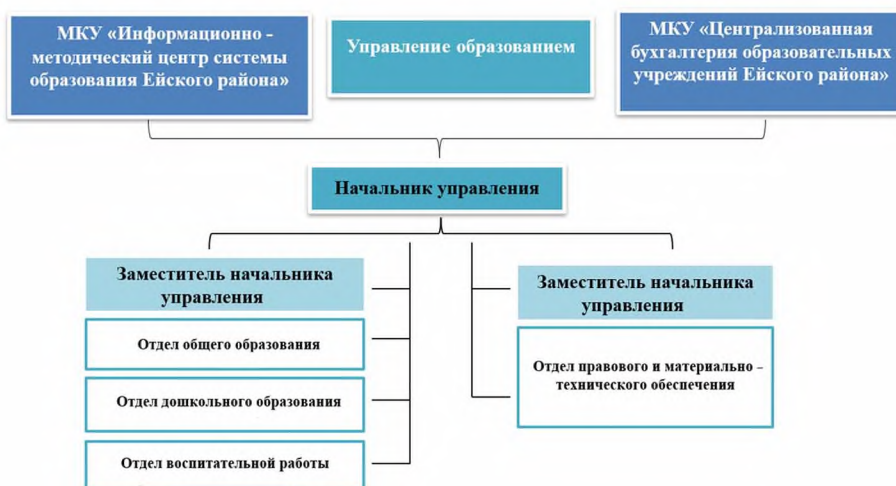 МКУ «Информационно -
методический центр системы
образования Ейского района»
Управление образованием
МКУ «Централизованная
бухгалтерия образовательных
учреждений Ейского района»
Начальник управления
Заместитель начальника
управления
Отдел общего образования
Отдел дошкольного образования
Отдел воспитательной работы
Заместитель начальника
управления
Отдел правового и материально –
технического обеспечения